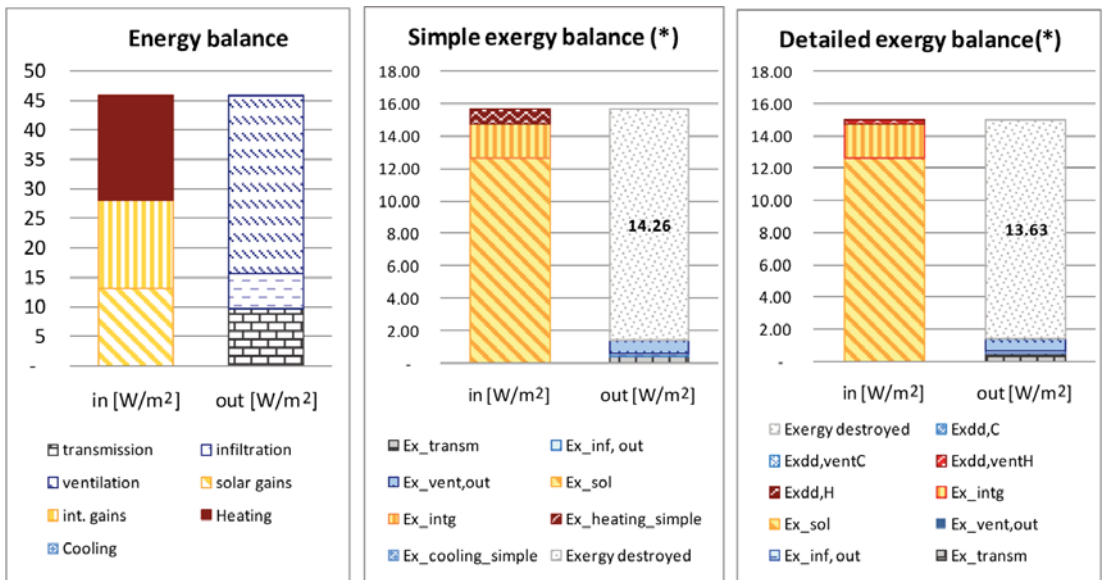 Energy balance
50
45
40
35
30
25
20
15
10
5
-
in [W/m²]
out [W/m²]
transmission
infiltration
ventilation
solar gains
int. gains
Heating
Cooling
Simple exergy balance (*)
18.00
16.00
14.00
12.00
10.00
8.00
6.00
4.00
2.00
-
14.26
in [W/m²]
out [W/m²]
Ex_transm
Ex_inf, out
Ex_vent,out
Ex_sol
Ex_intg
Ex_heating_simple
Ex_cooling_simple
Exergy destroyed
Detailed exergy balance(*)
18.00
16.00
14.00
12.00
10.00
8.00
6.00
4.00
2.00
-
13.63
in [W/m²]
out [W/m²]
Exergy destroyed
Exdd,C
Exdd,ventC
Exdd,ventH
Exdd,H
Ex_intg
Ex_sol
Ex_vent,out
Ex_inf, out
Ex_transm